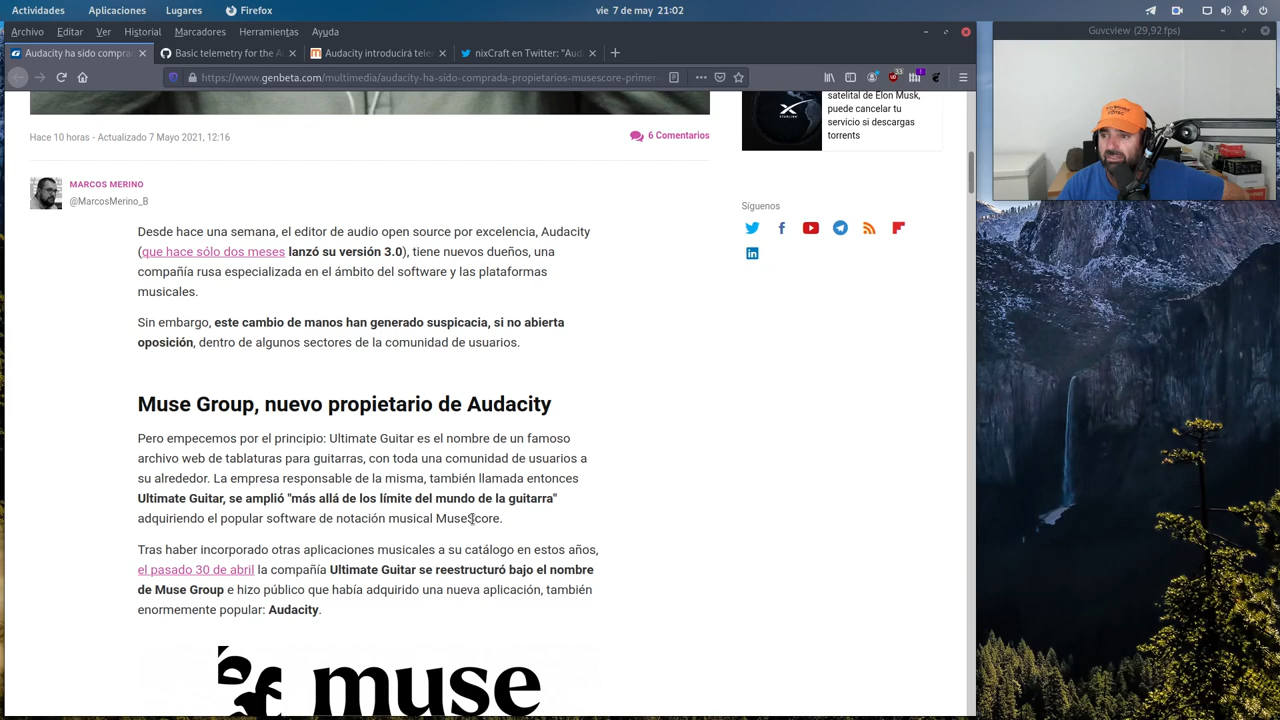 Actividades Aplicaciones Lugares Firefox vie 7 de may 21:02
Archivo Editar Ver Historial Marcadores Herramientas Ayuda
Guvcview (29,92 fps)
Audacity ha sido compra
Basic telemetry for the A
Audacity introducirá tele
nixCraft en Twitter: "Aud
https://www.genbeta.com/multimedia/audacity-ha-sido-comprada-propietarios-musescore-primer-
33
satelital de Elon Musk,
puede cancelar tu
servicio si descargas
torrents
STARLINK
Hace 10 horas - Actualizado 7 Mayo 2021, 12:16
6 Comentarios
MARCOS MERINO
@MarcosMerino_B
Síguenos
Desde hace una semana, el editor de audio open source por excelencia, Audacity
(que hace sólo dos meses lanzó su versión 3.0), tiene nuevos dueños, una
compañía rusa especializada en el ámbito del software y las plataformas
musicales.
Sin embargo, este cambio de manos han generado suspicacia, si no abierta
oposición, dentro de algunos sectores de la comunidad de usuarios.
Muse Group, nuevo propietario de Audacity
Pero empecemos por el principio: Ultimate Guitar es el nombre de un famoso
archivo web de tablaturas para guitarras, con toda una comunidad de usuarios a
su alrededor. La empresa responsable de la misma, también llamada entonces
Ultimate Guitar, se amplió "más allá de los límite del mundo de la guitarra"
adquiriendo el popular software de notación musical MuseScore.
Tras haber incorporado otras aplicaciones musicales a su catálogo en estos años,
el pasado 30 de abril la compañía Ultimate Guitar se reestructuró bajo el nombre
de Muse Group e hizo público que había adquirido una nueva aplicación, también
enormemente popular: Audacity.
muse